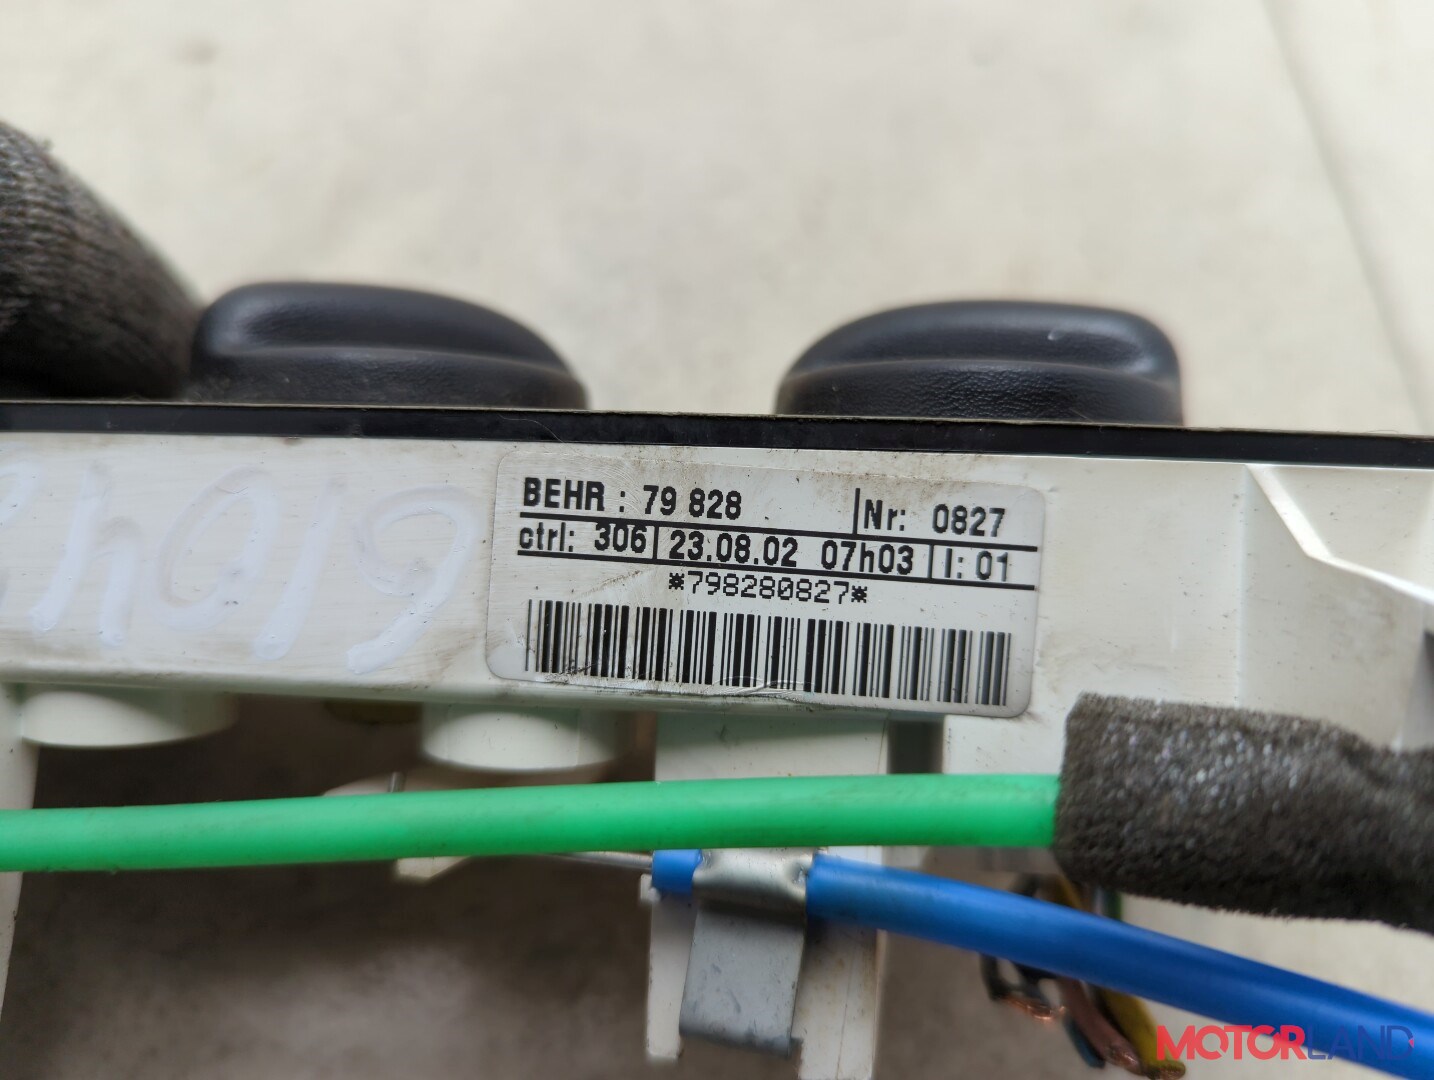 BEHR : 79 828 Nr: 0827
ctrl: 306 23.08.02 07h03 I: 01
*798280827*
MOTORLAND